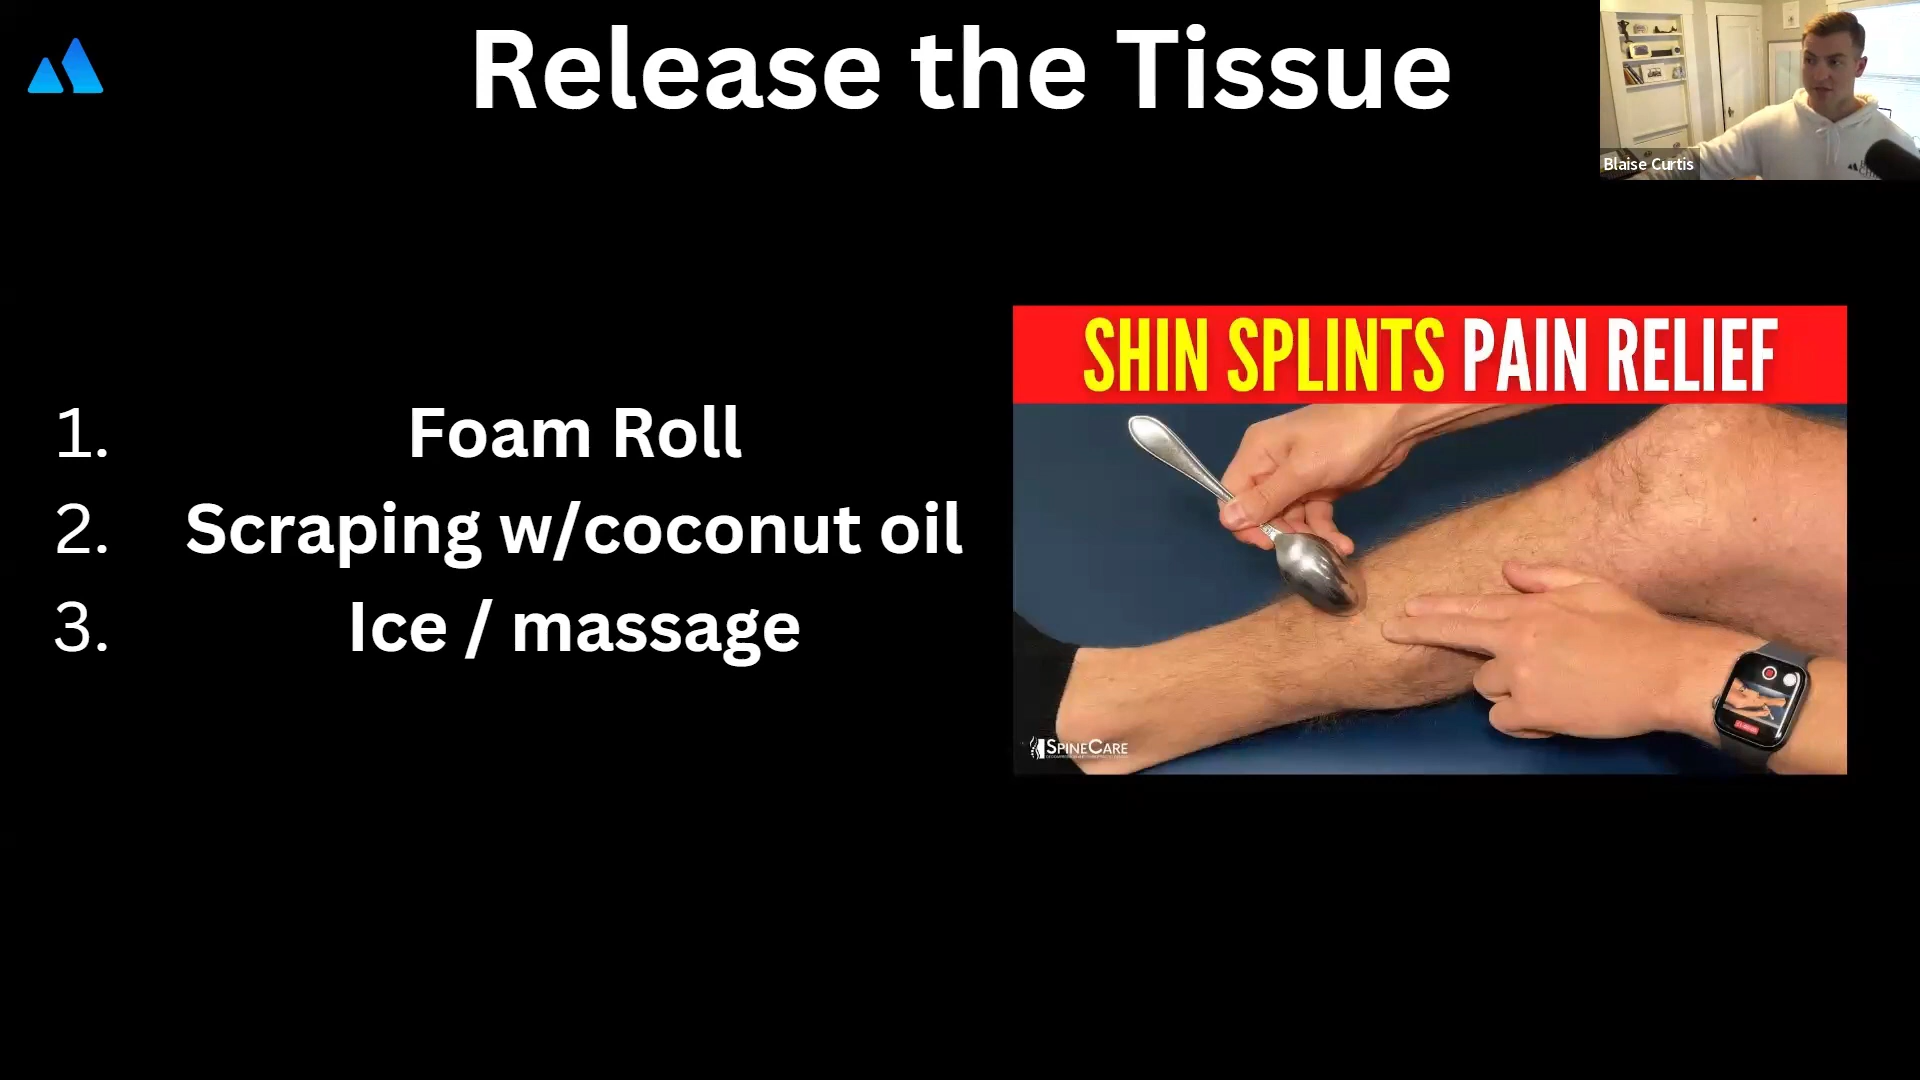 Release the Tissue
Blaise Curtis
1. Foam Roll
2. Scraping w/coconut oil
3. Ice / massage
SHIN SPLINTS PAIN RELIEF
SPINECARE